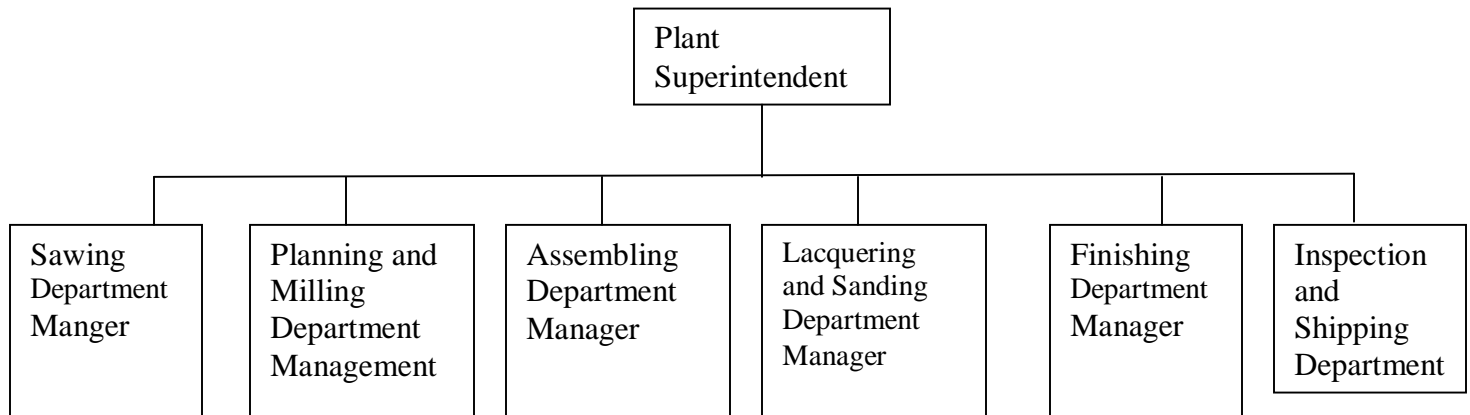 Plant
Superintendent
Sawing
Department
Manger
Planning and
Milling
Department
Management
Assembling
Department
Manager
Lacquering
and Sanding
Department
Manager
Finishing
Department
Manager
Inspection
and
Shipping
Department